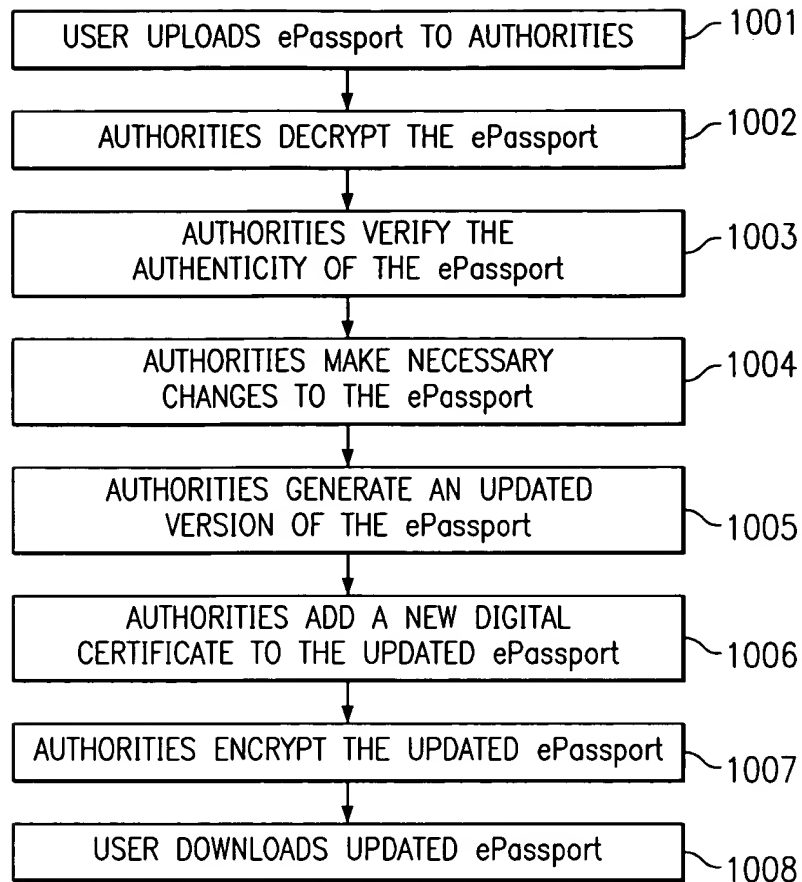 USER UPLOADS ePassport TO AUTHORITIES
1001
AUTHORITIES DECRYPT THE ePassport
1002
AUTHORITIES VERIFY THE
AUTHENTICITY OF THE ePassport
1003
AUTHORITIES MAKE NECESSARY
CHANGES TO THE ePassport
1004
AUTHORITIES GENERATE AN UPDATED
VERSION OF THE ePassport
1005
AUTHORITIES ADD A NEW DIGITAL
CERTIFICATE TO THE UPDATED ePassport
1006
AUTHORITIES ENCRYPT THE UPDATED ePassport
1007
USER DOWNLOADS UPDATED ePassport
1008